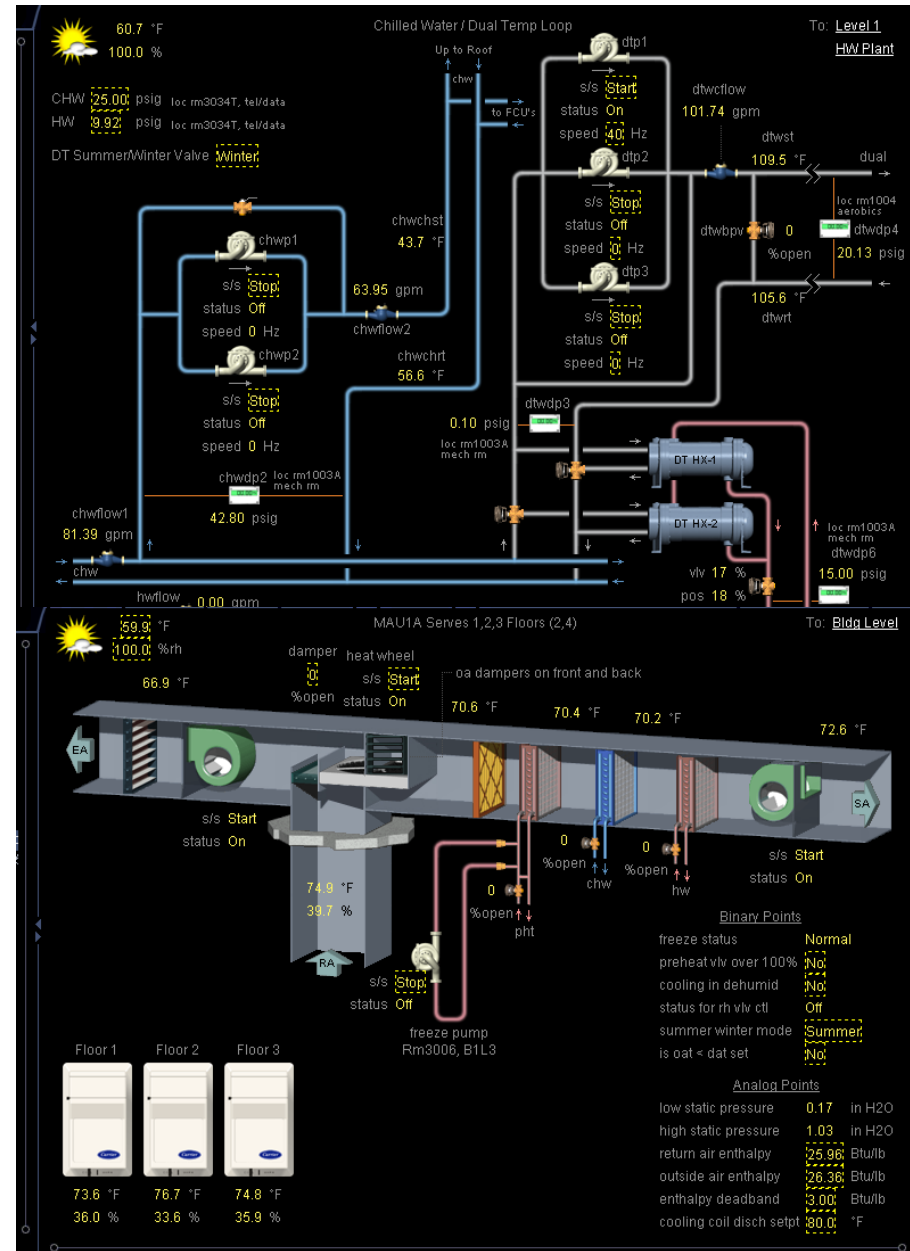 60.7 °F
100.0 %
Chilled Water / Dual Temp Loop
To: Level 1
HW Plant
Up to Roof
chw
to FCU's
CHW 25.00 psig loc rm3034T, tel/data
HW 9.92 psig loc rm3034T, tel/data
DT Summer/Winter Valve Winter
dtp1
s/s Start
status On
speed 40 Hz
dtp2
s/s Stop
status Off
speed 0 Hz
dtp3
s/s Stop
status Off
speed 0 Hz
dtwcflow
101.74 gpm
dtwst
109.5 °F
dual
loc rm1004
aerobics
dtwdp4
20.13 psig
dtwbpv
0
%open
105.6 °F
dtwrt
chwp1
s/s Stop
status Off
speed 0 Hz
chwp2
s/s Stop
status Off
speed 0 Hz
chwchst
43.7 °F
63.95 gpm
chwflow2
chwchrt
56.6 °F
dtwdp3
0.10 psig
loc rm1003A
mech rm
DT HX-1
DT HX-2
chwdp2 loc rm1003A
mech rm
42.80 psig
chwflow1
81.39 gpm
chw
loc rm1003A
mech rm
dtwdp6
15.00 psig
vlv 17 %
pos 18 %
hwflow 0.00 gpm
59.9 °F
100.0 %rh
MAU1A Serves 1,2,3 Floors (2,4)
To: Bldg Level
damper
0
%open
heat wheel
s/s Start
status On
oa dampers on front and back
66.9 °F
70.6 °F
70.4 °F
70.2 °F
72.6 °F
EA
SA
s/s Start
status On
74.9 °F
39.7 %
RA
0
%open
pht
0
%open
chw
0
%open
hw
s/s Start
status On
s/s Stop
status Off
freeze pump
Rm3006, B1L3
Binary Points
freeze status Normal
preheat vlv over 100% No
cooling in dehumid No
status for rh vlv ctl Off
summer winter mode Summer
is oat < dat set No
Analog Points
low static pressure 0.17 in H2O
high static pressure 1.03 in H2O
return air enthalpy 25.96 Btu/lb
outside air enthalpy 26.36 Btu/lb
enthalpy deadband 3.00 Btu/lb
cooling coil disch setpt 80.0 °F
Floor 1 Floor 2 Floor 3
Carrier Carrier Carrier
73.6 °F 76.7 °F 74.8 °F
36.0 % 33.6 % 35.9 %